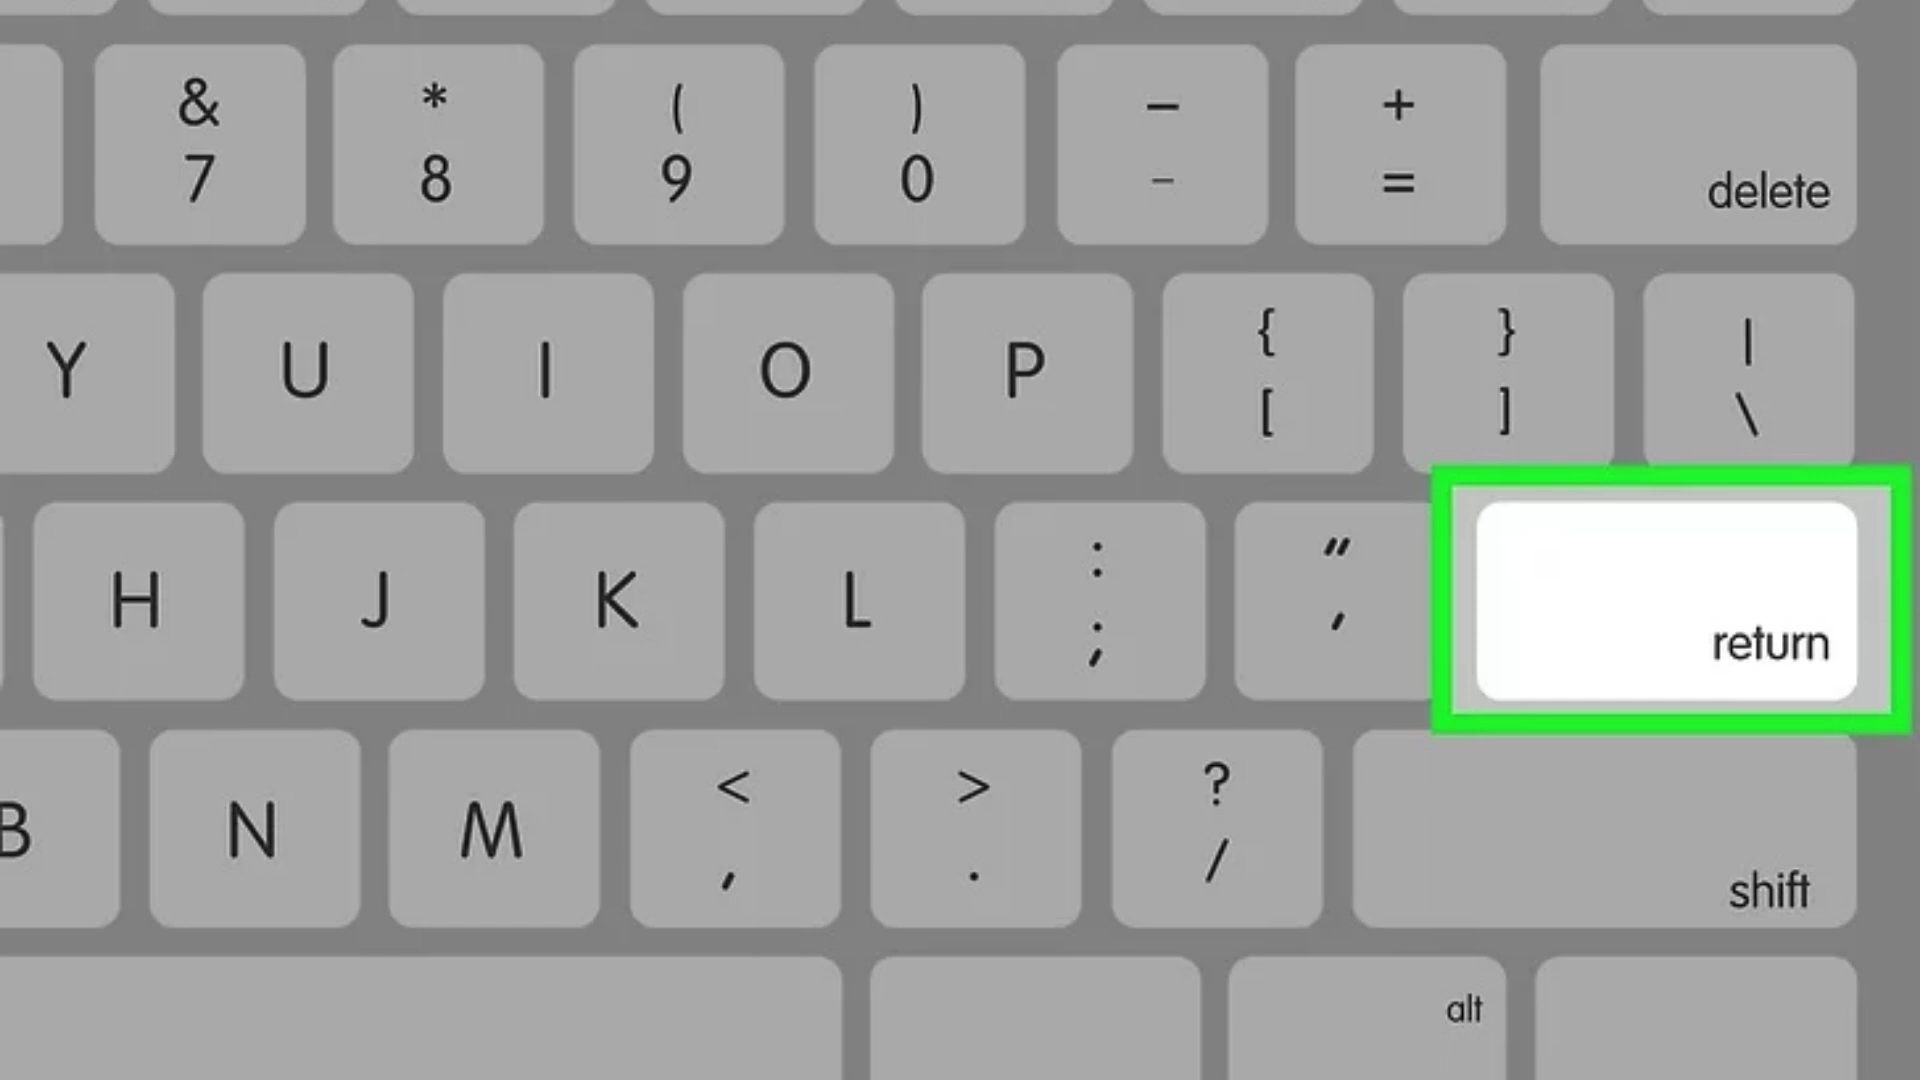 & * ( ) – +
7 8 9 0 - = delete
Y U I O P { } |
[ ] \
H J K L : "
; ' return
B N M < > ?
, . / shift
alt